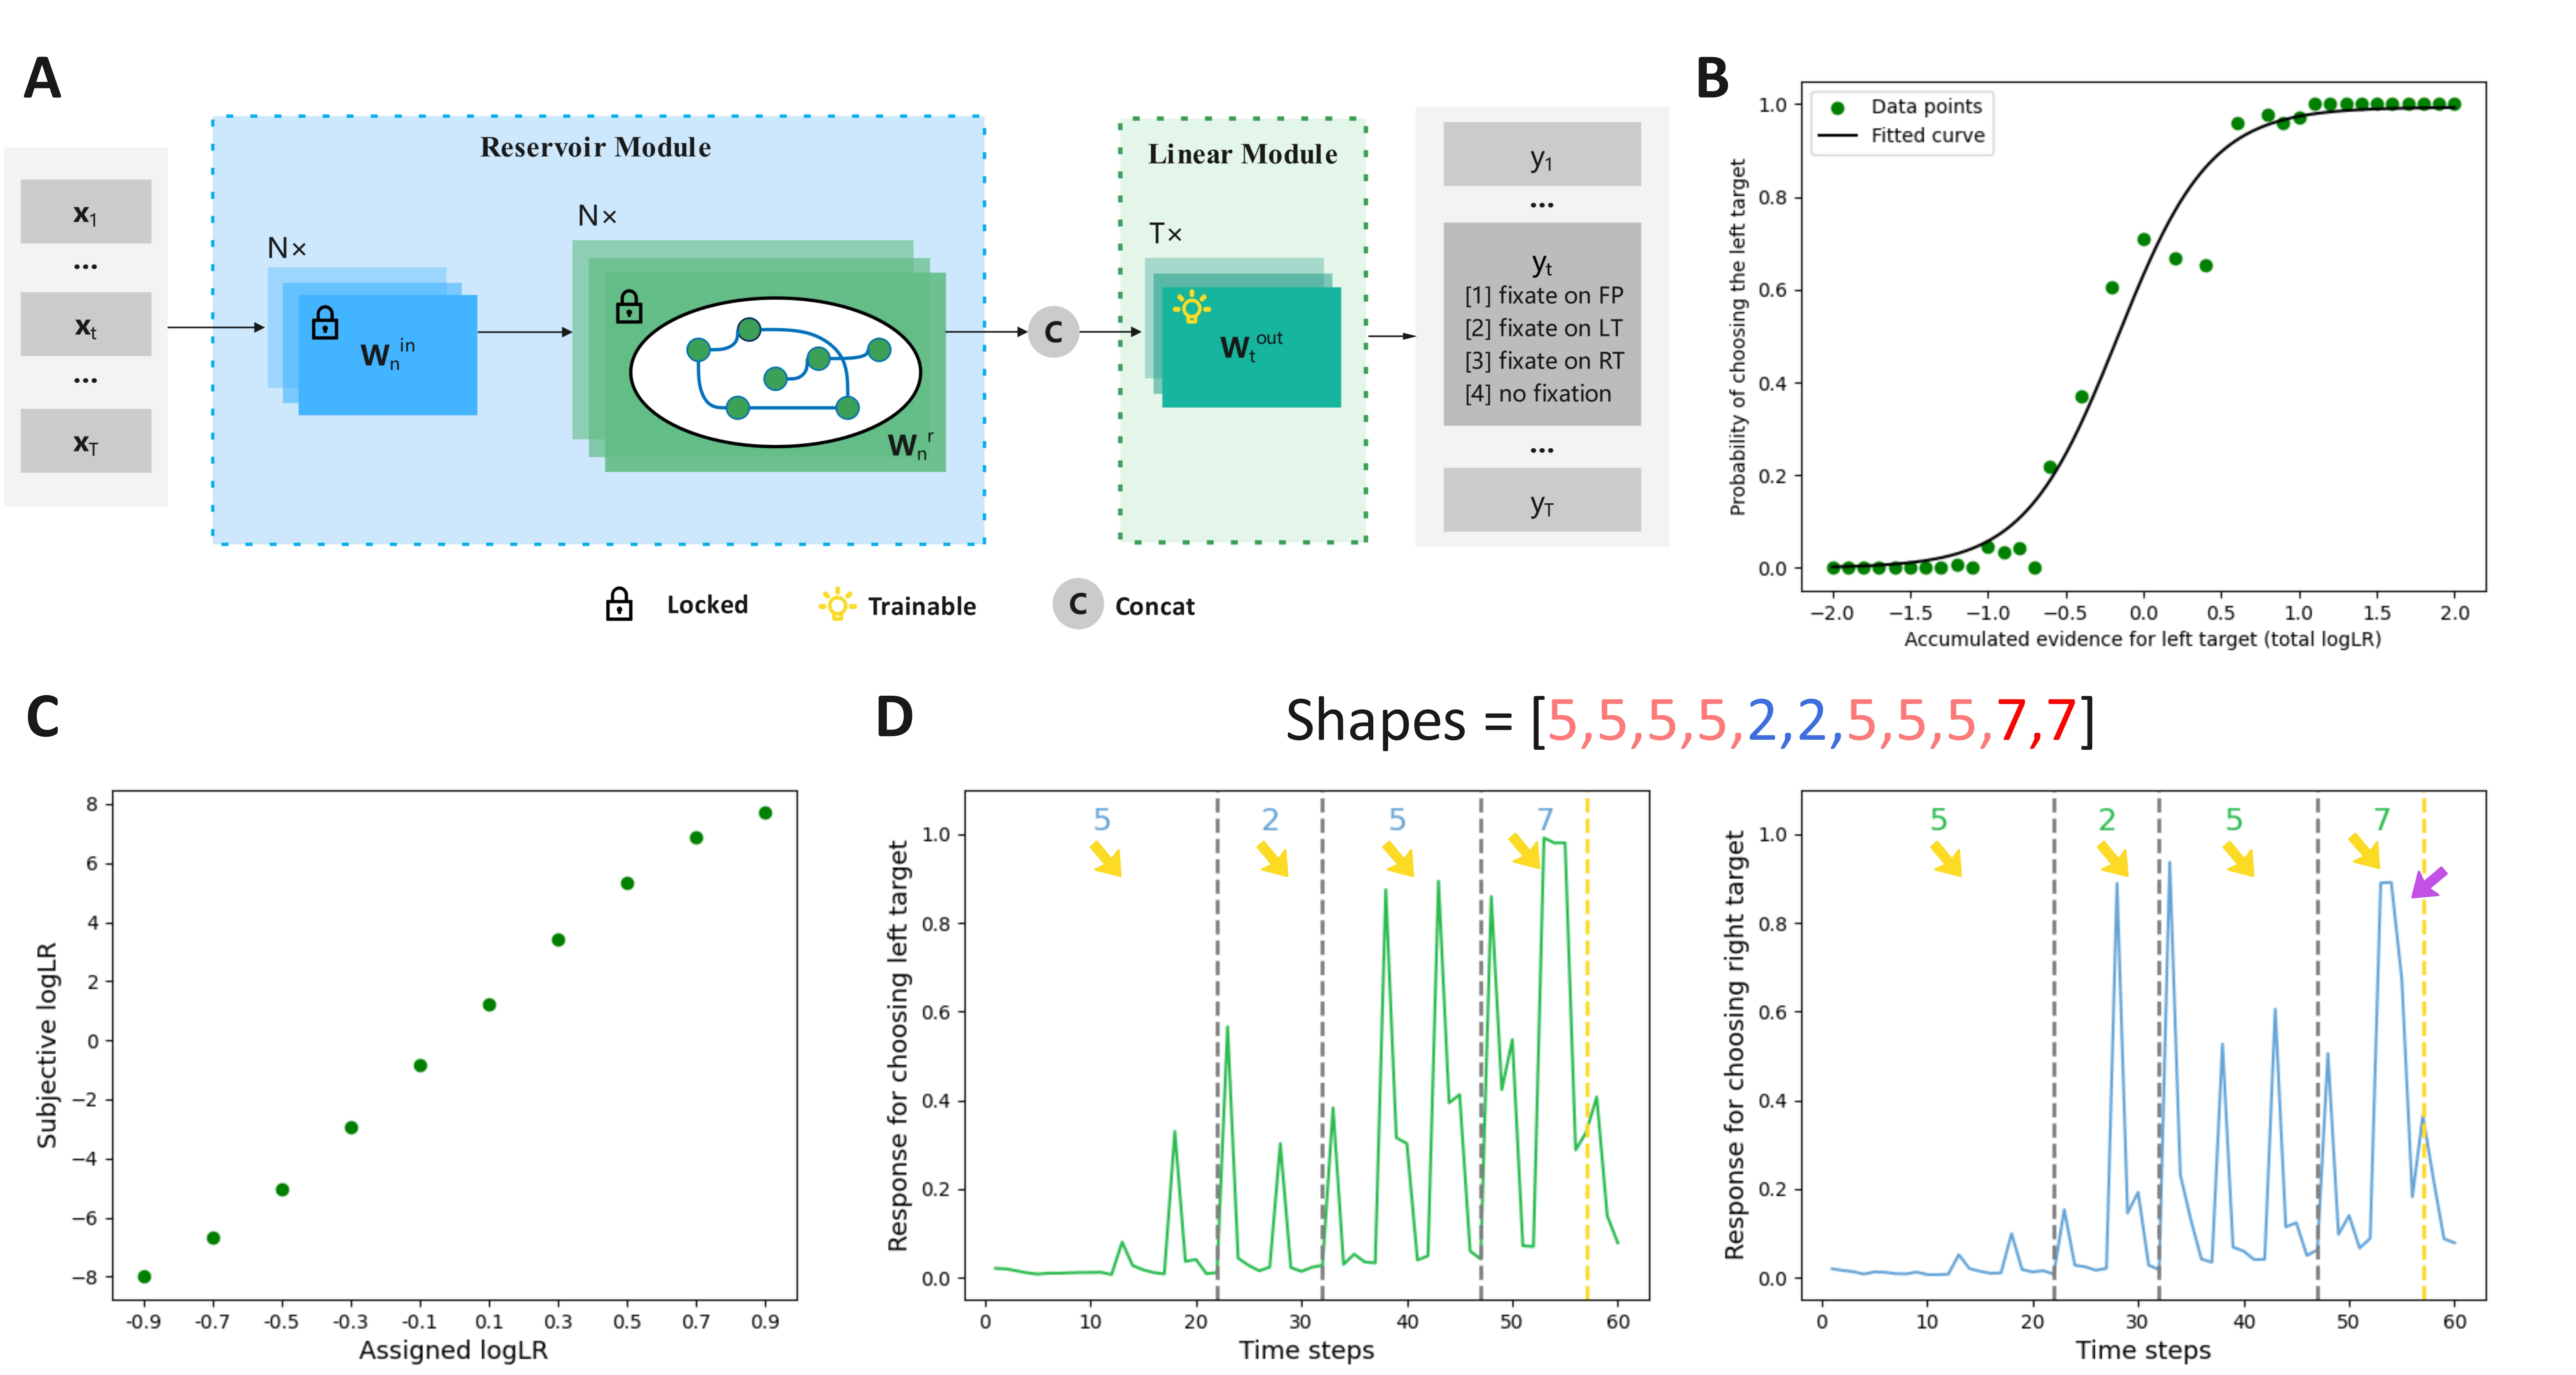 A
x1
...
xt
...
xT
Reservoir Module
N×
Wn^in
N×
Wn^r
C
Linear Module
T×
Wt^out
y1
...
yt
[1] fixate on FP
[2] fixate on LT
[3] fixate on RT
[4] no fixation
...
yT
Locked
Trainable
C
Concat
B
Data points
Fitted curve
Probability of choosing the left target
1.0
0.8
0.6
0.4
0.2
0.0
−2.0 −1.5 −1.0 −0.5 0.0 0.5 1.0 1.5 2.0
Accumulated evidence for left target (total logLR)
C
Subjective logLR
8
6
4
2
0
−2
−4
−6
−8
-0.9 -0.7 -0.5 -0.3 -0.1 0.1 0.3 0.5 0.7 0.9
Assigned logLR
D
Shapes = [5,5,5,5,2,2,5,5,5,7,7]
Response for choosing left target
5 2 5 7
1.0
0.8
0.6
0.4
0.2
0.0
0 10 20 30 40 50 60
Time steps
Response for choosing right target
5 2 5 7
1.0
0.8
0.6
0.4
0.2
0.0
0 10 20 30 40 50 60
Time steps